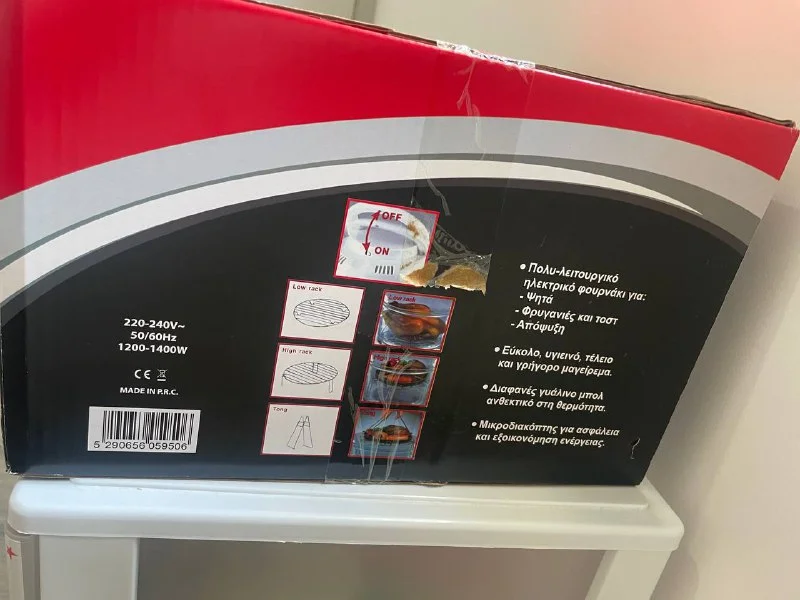 OFF
ON
Low rack
High rack
Tong
Low rack
220-240V~
50/60Hz
1200-1400W
CE
MADE IN P.R.C.
5 290656 059506
• Πολυ-λειτουργικό
ηλεκτρικό φουρνάκι για:
- Ψητά
- Φρυγανιές και τοστ
- Απόψυξη
• Εύκολο, υγιεινό, τέλειο
και γρήγορο μαγείρεμα.
• Διαφανές γυάλινο μπολ
ανθεκτικό στη θερμότητα.
• Μικροδιακόπτης για ασφάλεια
και εξοικονόμηση ενέργειας.